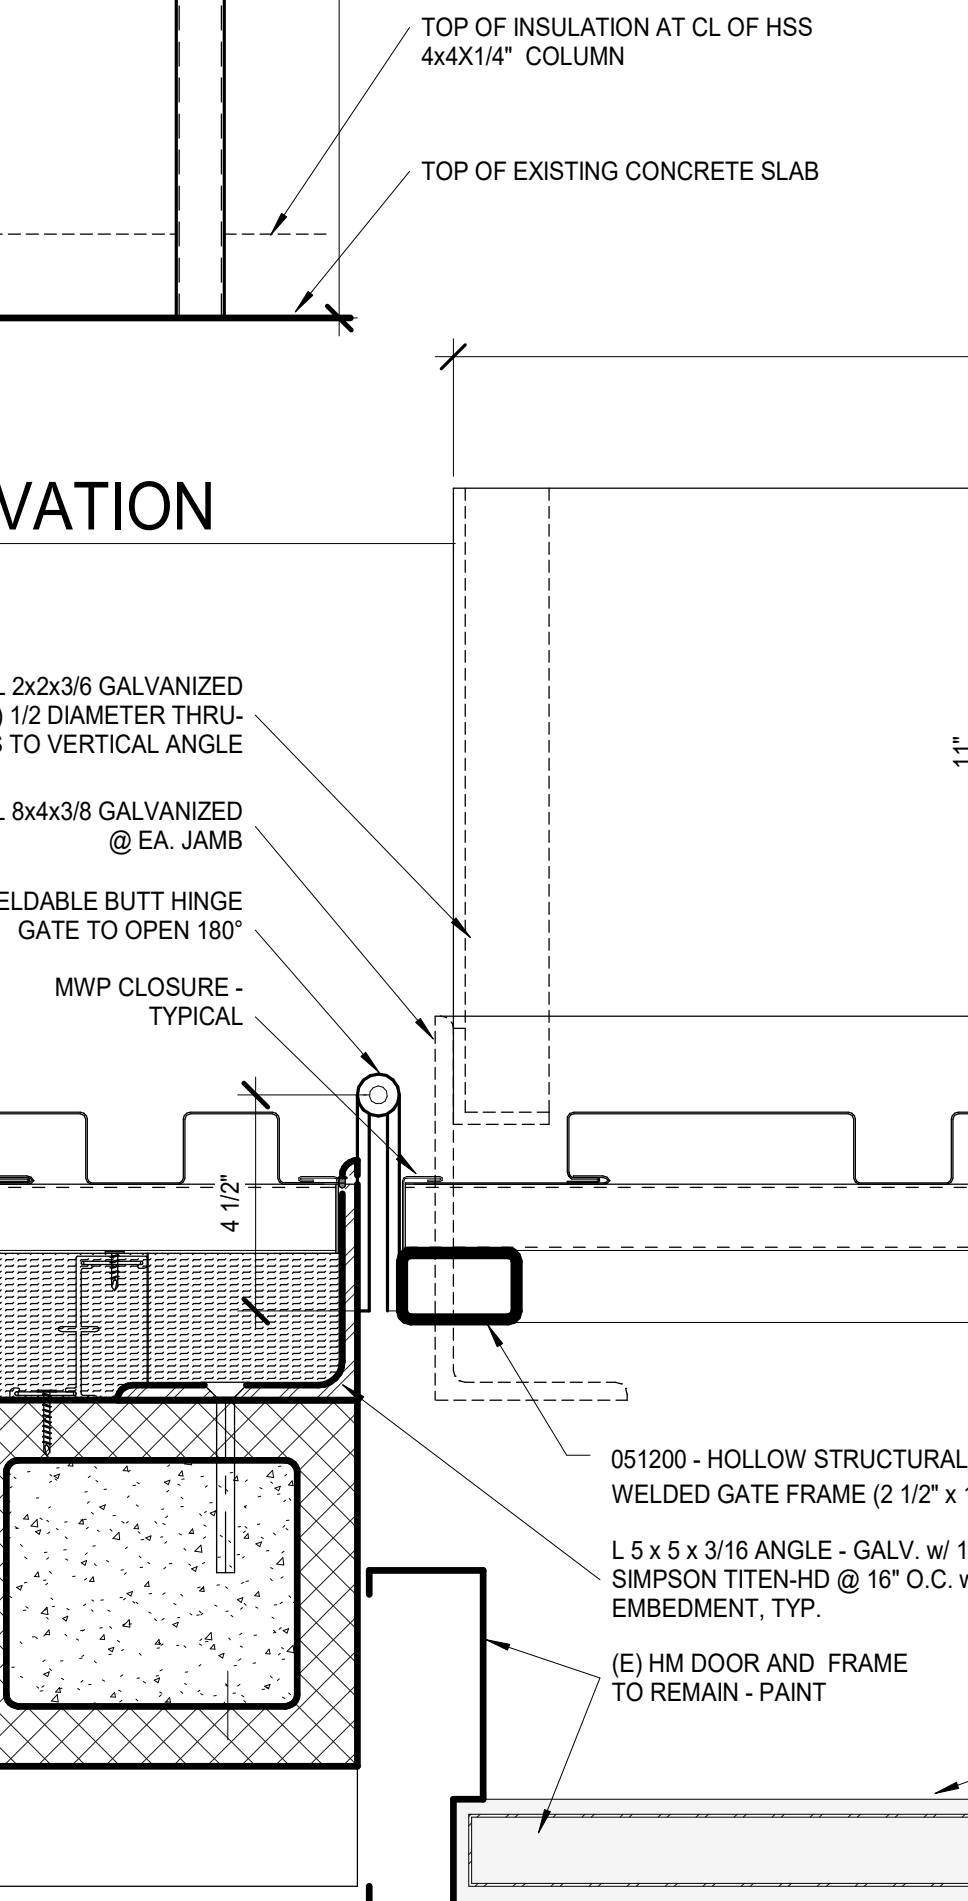 TOP OF INSULATION AT CL OF HSS
4x4X1/4" COLUMN
TOP OF EXISTING CONCRETE SLAB
VATION
L 2x2x3/6 GALVANIZED
) 1/2 DIAMETER THRU-
S TO VERTICAL ANGLE
11"
L 8x4x3/8 GALVANIZED
@ EA. JAMB
ELDABLE BUTT HINGE
GATE TO OPEN 180°
MWP CLOSURE -
TYPICAL
4 1/2"
051200 - HOLLOW STRUCTURAL
WELDED GATE FRAME (2 1/2" x 1
L 5 x 5 x 3/16 ANGLE - GALV. w/ 1
SIMPSON TITEN-HD @ 16" O.C. w
EMBEDMENT, TYP.
(E) HM DOOR AND FRAME
TO REMAIN - PAINT